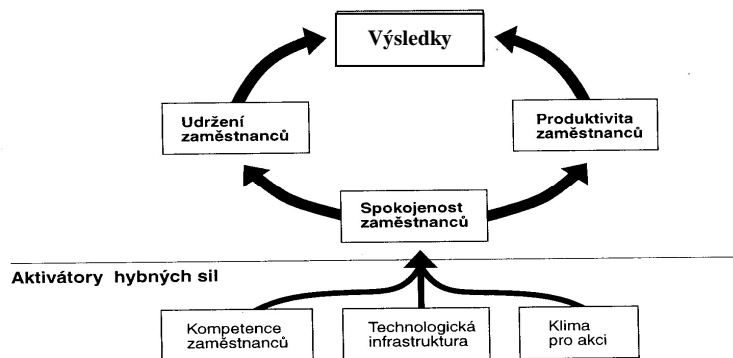 Výsledky
Udržení
zaměstnanců
Produktivita
zaměstnanců
Spokojenost
zaměstnanců
Aktivátory hybných sil
Kompetence
zaměstnanců
Technologická
infrastruktura
Klima
pro akci